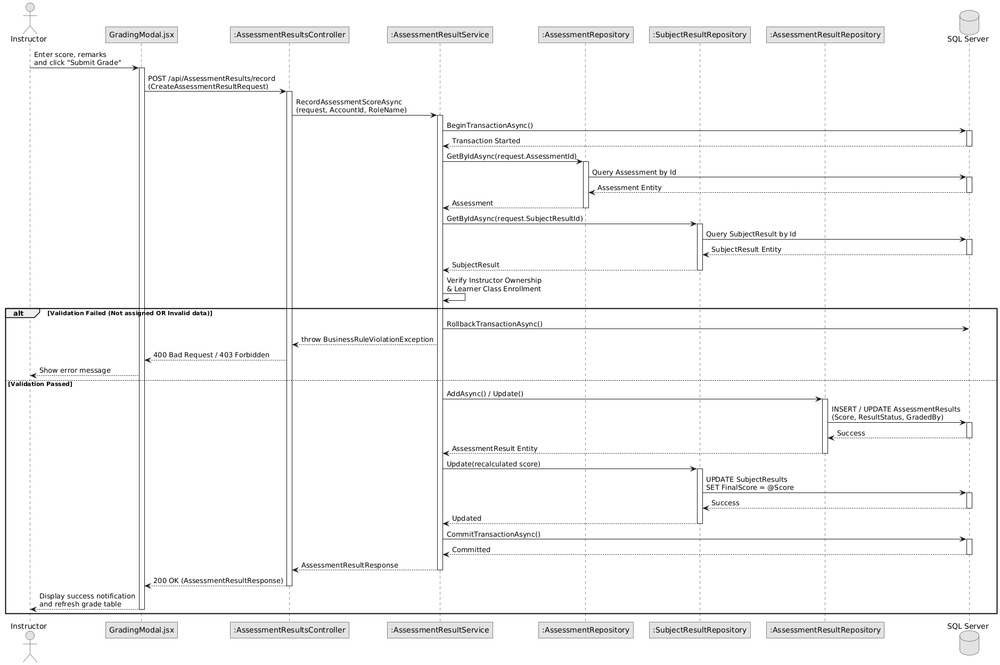 Instructor
GradingModal.jsx
:AssessmentResultsController
:AssessmentResultService
:AssessmentRepository
:SubjectResultRepository
:AssessmentResultRepository
SQL Server
Enter score, remarks
and click "Submit Grade"
POST /api/AssessmentResults/record
(CreateAssessmentResultRequest)
RecordAssessmentScoreAsync
(request, AccountId, RoleName)
BeginTransactionAsync()
Transaction Started
GetByIdAsync(request.AssessmentId)
Query Assessment by Id
Assessment Entity
Assessment
GetByIdAsync(request.SubjectResultId)
Query SubjectResult by Id
SubjectResult Entity
SubjectResult
Verify Instructor Ownership
& Learner Class Enrollment
alt
[Validation Failed (Not assigned OR Invalid data)]
RollbackTransactionAsync()
throw BusinessRuleViolationException
400 Bad Request / 403 Forbidden
Show error message
[Validation Passed]
AddAsync() / Update()
INSERT / UPDATE AssessmentResults
(Score, ResultStatus, GradedBy)
Success
AssessmentResult Entity
Update(recalculated score)
UPDATE SubjectResults
SET FinalScore = @Score
Success
Updated
CommitTransactionAsync()
Committed
AssessmentResultResponse
200 OK (AssessmentResultResponse)
Display success notification
and refresh grade table
Instructor
GradingModal.jsx
:AssessmentResultsController
:AssessmentResultService
:AssessmentRepository
:SubjectResultRepository
:AssessmentResultRepository
SQL Server